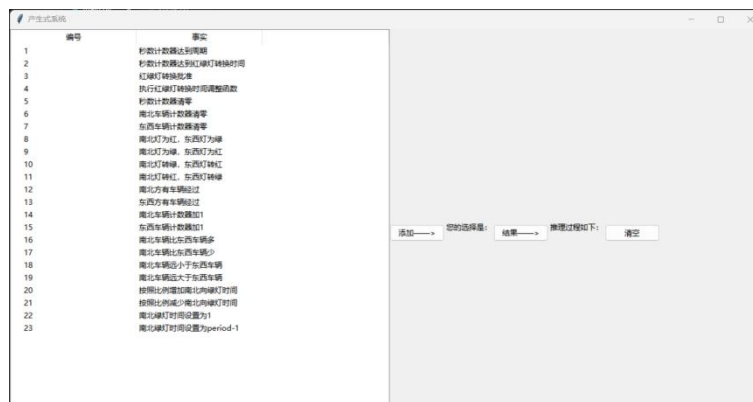 产生式系统
编号 事实
1 秒数计数器达到周期
2 秒数计数器达到红绿灯转换时间
3 红绿灯转换批准
4 执行红绿灯转换时间调整函数
5 秒数计数器清零
6 南北车辆计数器清零
7 东西车辆计数器清零
8 南北灯为红，东西灯为绿
9 南北灯为绿，东西灯为红
10 南北灯转绿，东西灯转红
11 南北灯转红，东西灯转绿
12 南北方有车辆经过
13 东西方有车辆经过
14 南北车辆计数器加1
15 东西车辆计数器加1
16 南北车辆比东西车辆多
17 南北车辆比东西车辆少
18 南北车辆远小于东西车辆
19 南北车辆远大于东西车辆
20 按照比例增加南北向绿灯时间
21 按照比例减少南北向绿灯时间
22 南北绿灯时间设置为1
23 南北绿灯时间设置为period-1
添加——> 您的选择是： 结果——> 推理过程如下： 清空